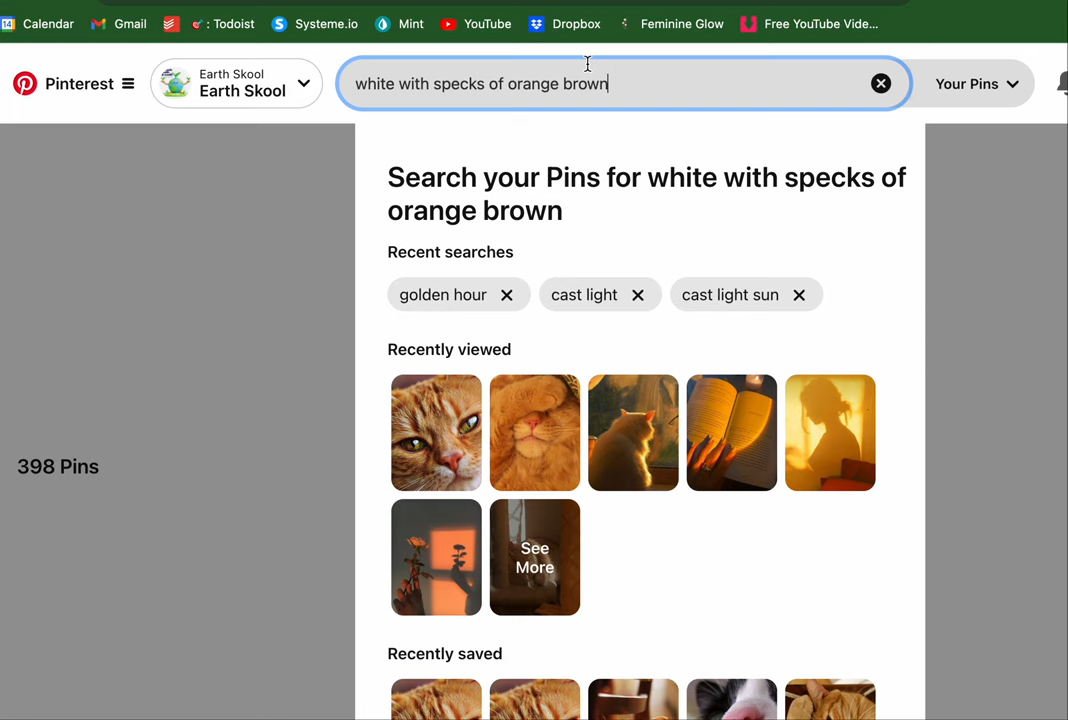 Calendar Gmail : Todoist Systeme.io Mint YouTube Dropbox Feminine Glow Free YouTube Vide...
Pinterest Earth Skool white with specks of orange brown Your Pins
Earth Skool
Search your Pins for white with specks of
orange brown
Recent searches
golden hour cast light cast light sun
Recently viewed
398 Pins
See
More
Recently saved